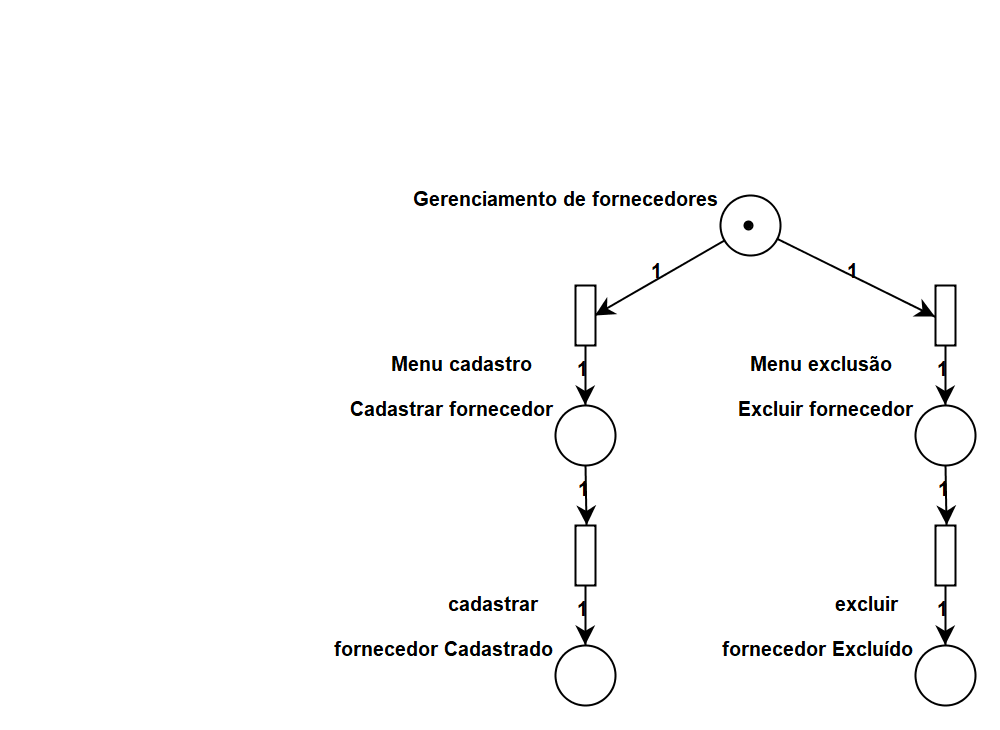 Gerenciamento de fornecedores
1
1
Menu cadastro
1
Menu exclusão
1
Cadastrar fornecedor
Excluir fornecedor
1
1
cadastrar
1
excluir
1
fornecedor Cadastrado
fornecedor Excluído